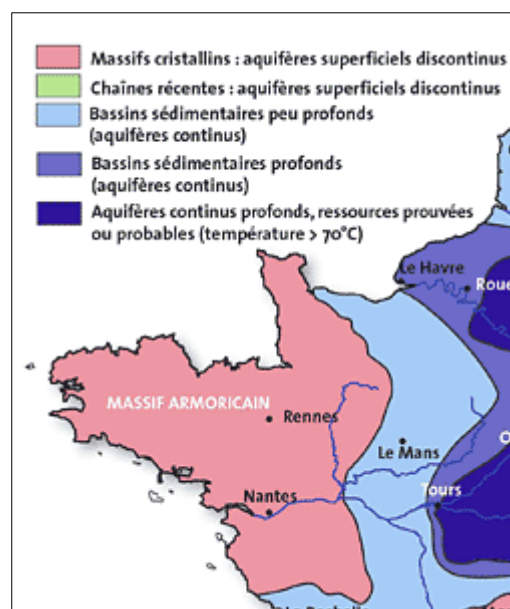 Massifs cristallins : aquifères superficiels discontinus
Chaînes récentes : aquifères superficiels discontinus
Bassins sédimentaires peu profonds
(aquifères continus)
Bassins sédimentaires profonds
(aquifères continus)
Aquifères continus profonds, ressources prouvées
ou probables (température > 70°C)
Le Havre
Roue
MASSIF ARMORICAIN
Rennes
Le Mans
O
Tours
Nantes